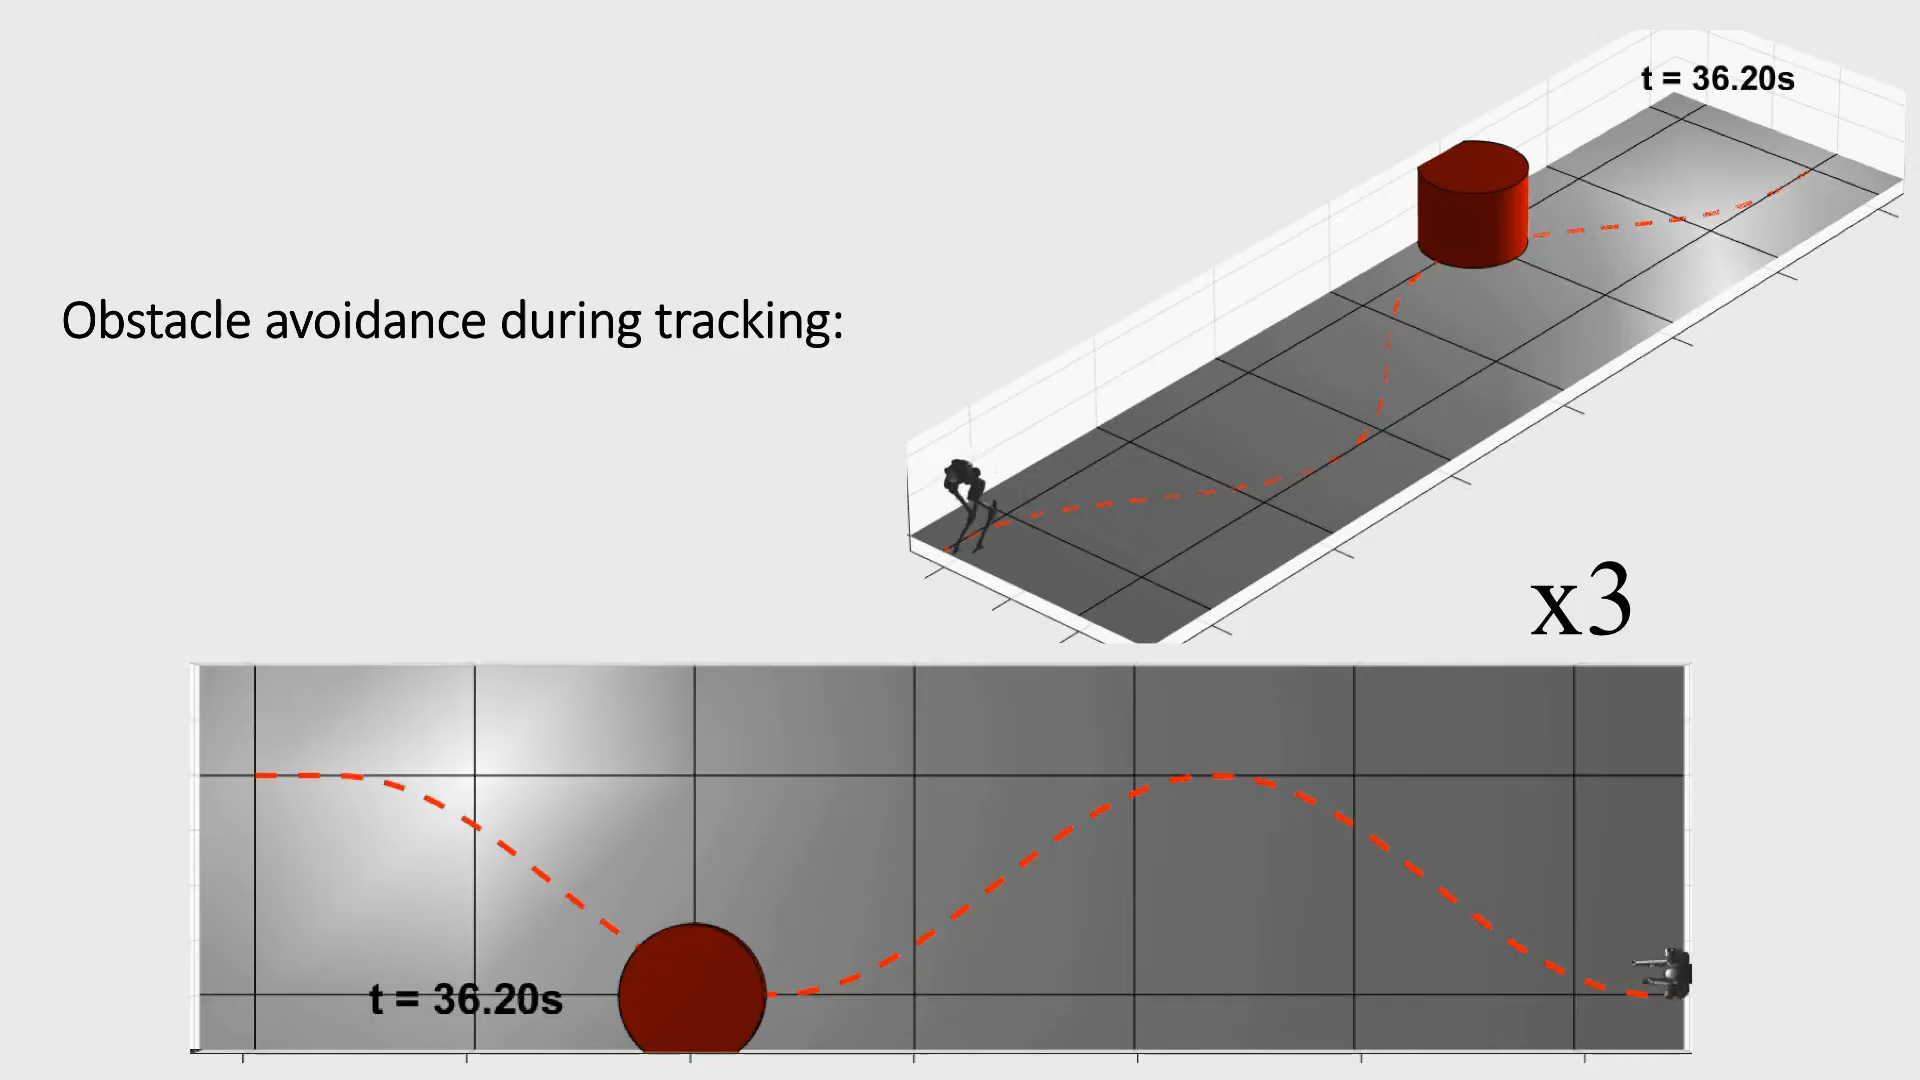 t = 36.20s
Obstacle avoidance during tracking:
x3
t = 36.20s